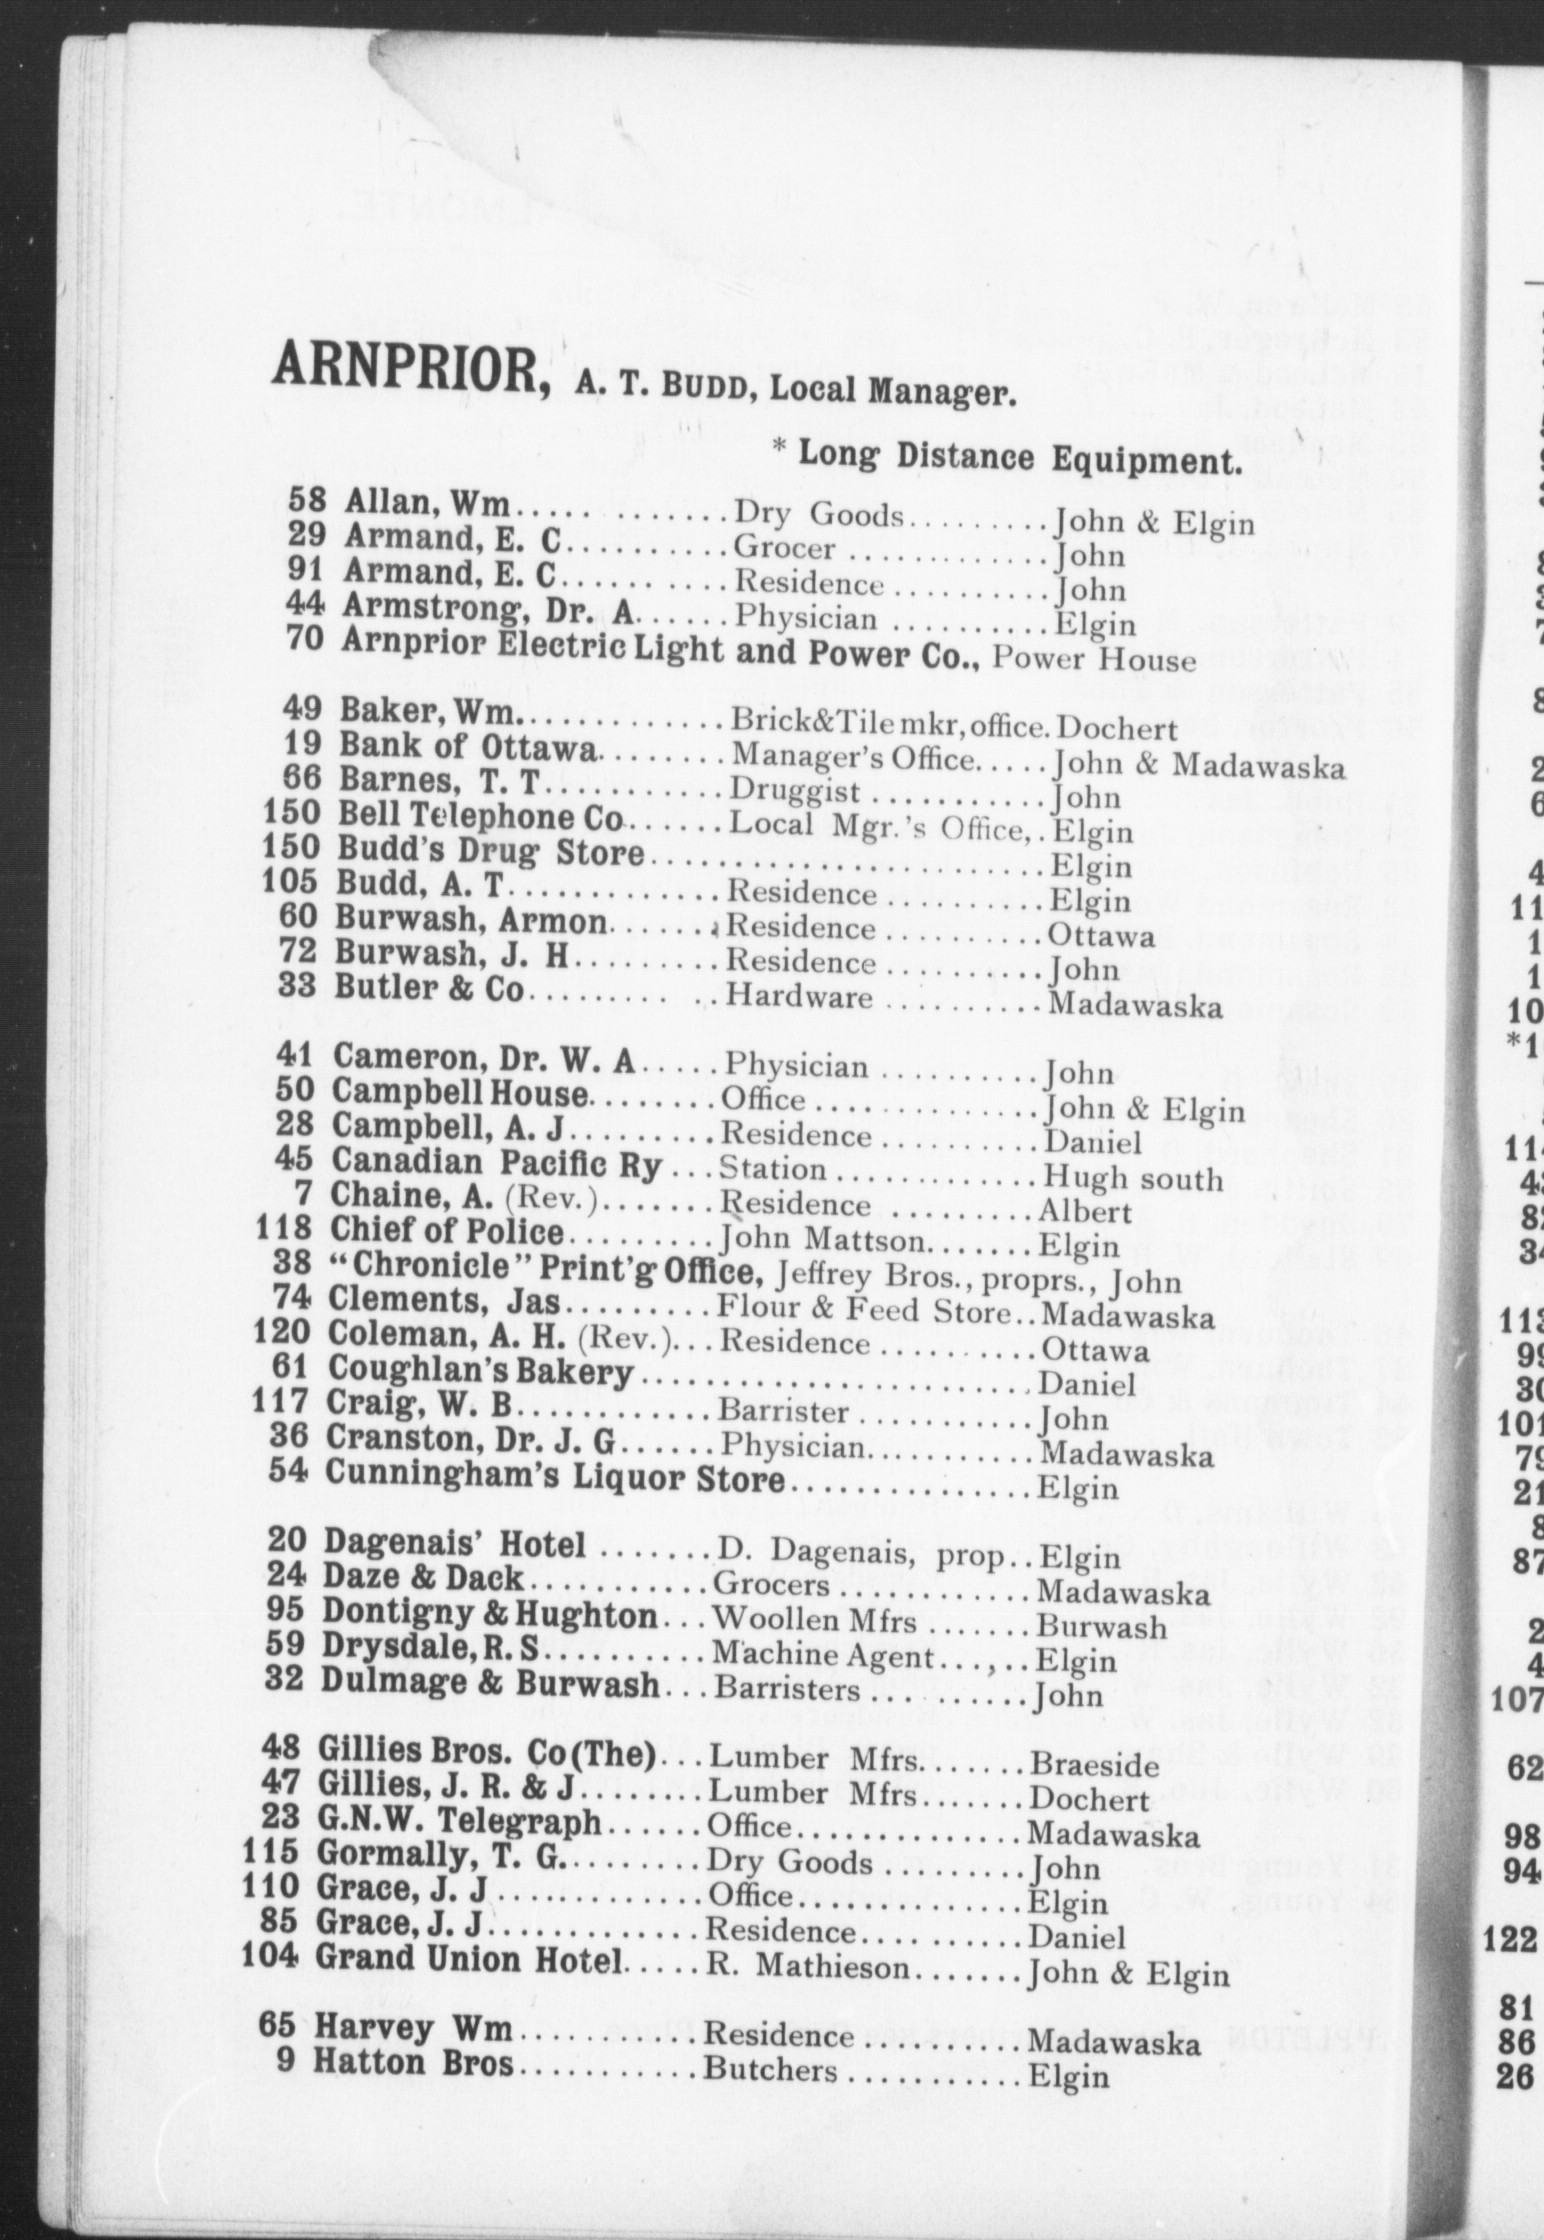 ARNPRIOR, A. T. BUDD, Local Manager.
* Long Distance Equipment.
58 Allan, Wm..... .......Dry Goods.........John & Elgin
29 Armand, E. C..........Grocer .............John
91 Armand, E. C...... ....Residence ..........John
44 Armstrong, Dr. A......Physician ..........Elgin
70 Arnprior Electric Light and Power Co., Power House
49 Baker, Wm.............Brick&Tile mkr, office. Dochert
19 Bank of Ottawa........Manager's Office.....John & Madawaska
66 Barnes, T. T...........Druggist ...........John
150 Bell Telephone Co......Local Mgr.'s Office,.Elgin
150 Budd's Drug Store.........................Elgin
105 Budd, A. T.............Residence ..........Elgin
60 Burwash, Armon.......Residence ..........Ottawa
72 Burwash, J. H.........Residence ..........John
33 Butler & Co......... ..Hardware ..........Madawaska
41 Cameron, Dr. W. A.....Physician ..........John
50 Campbell House........Office ..............John & Elgin
28 Campbell, A. J.........Residence ..........Daniel
45 Canadian Pacific Ry...Station .............Hugh south
7 Chaine, A. (Rev.).......Residence .........Albert
118 Chief of Police.........John Mattson.......Elgin
38 "Chronicle" Print'g Office, Jeffrey Bros., proprs., John
74 Clements, Jas.........Flour & Feed Store..Madawaska
120 Coleman, A. H. (Rev.)...Residence ..........Ottawa
61 Coughlan's Bakery.........................Daniel
117 Craig, W. B............Barrister ...........John
36 Cranston, Dr. J. G......Physician...........Madawaska
54 Cunningham's Liquor Store...............Elgin
20 Dagenais' Hotel .......D. Dagenais, prop..Elgin
24 Daze & Dack...........Grocers ............Madawaska
95 Dontigny & Hughton...Woollen Mfrs .......Burwash
59 Drysdale, R. S..........Machine Agent...,..Elgin
32 Dulmage & Burwash...Barristers ... ......John
48 Gillies Bros. Co (The)...Lumber Mfrs.......Braeside
47 Gillies, J. R. & J........Lumber Mfrs.......Dochert
23 G.N.W. Telegraph......Office..............Madawaska
115 Gormally, T. G.........Dry Goods .........John
110 Grace, J. J.............Office..............Elgin
85 Grace, J. J.............Residence..........Daniel
104 Grand Union Hotel.....R. Mathieson.......John & Elgin
65 Harvey Wm...........Residence ..........Madawaska
9 Hatton Bros...........Butchers ...........Elgin